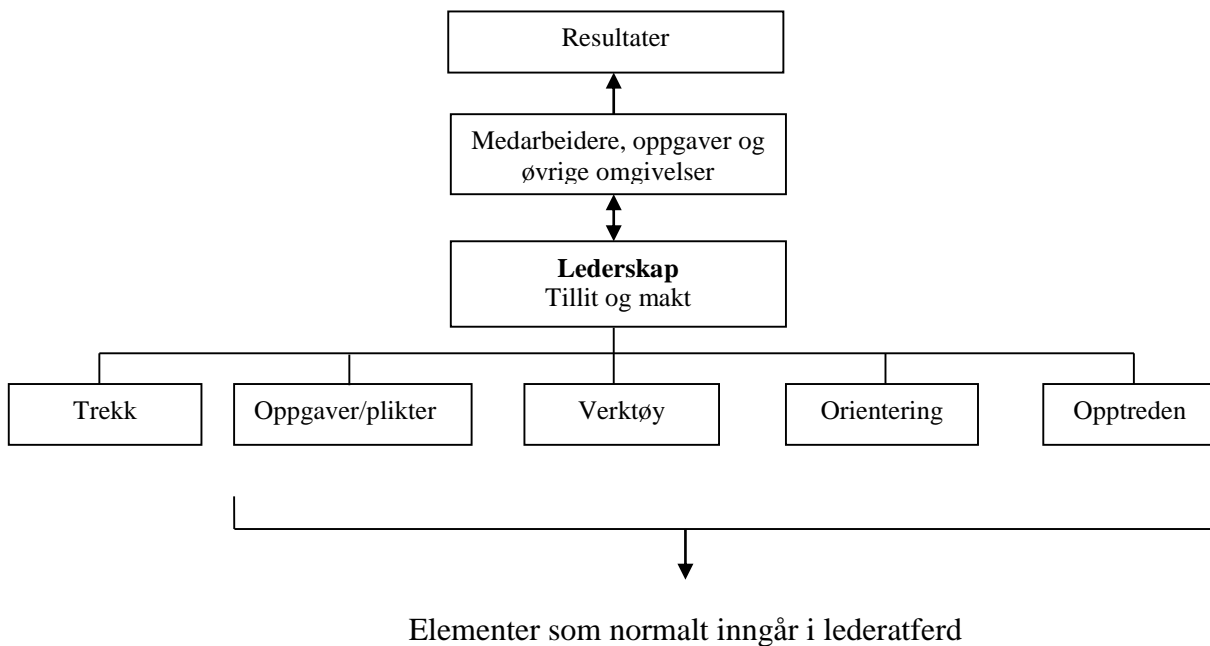 Resultater
Medarbeidere, oppgaver og
øvrige omgivelser
Lederskap
Tillit og makt
Trekk
Oppgaver/plikter
Verktøy
Orientering
Opptreden
Elementer som normalt inngår i lederatferd